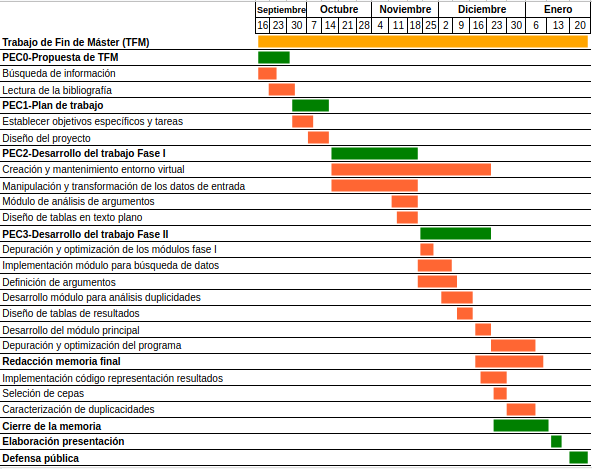 Septiembre Octubre Noviembre Diciembre Enero
16 23 30 7 14 21 28 4 11 18 25 2 9 16 23 30 6 13 20
Trabajo de Fin de Máster (TFM)
PEC0-Propuesta de TFM
Búsqueda de información
Lectura de la bibliografía
PEC1-Plan de trabajo
Establecer objetivos específicos y tareas
Diseño del proyecto
PEC2-Desarrollo del trabajo Fase I
Creación y mantenimiento entorno virtual
Manipulación y transformación de los datos de entrada
Módulo de análisis de argumentos
Diseño de tablas en texto plano
PEC3-Desarrollo del trabajo Fase II
Depuración y optimización de los módulos fase I
Implementación módulo para búsqueda de datos
Definición de argumentos
Desarrollo módulo para análisis duplicidades
Diseño de tablas de resultados
Desarrollo del módulo principal
Depuración y optimización del programa
Redacción memoria final
Implementación código representación resultados
Seleción de cepas
Caracterización de duplicacidades
Cierre de la memoria
Elaboración presentación
Defensa pública